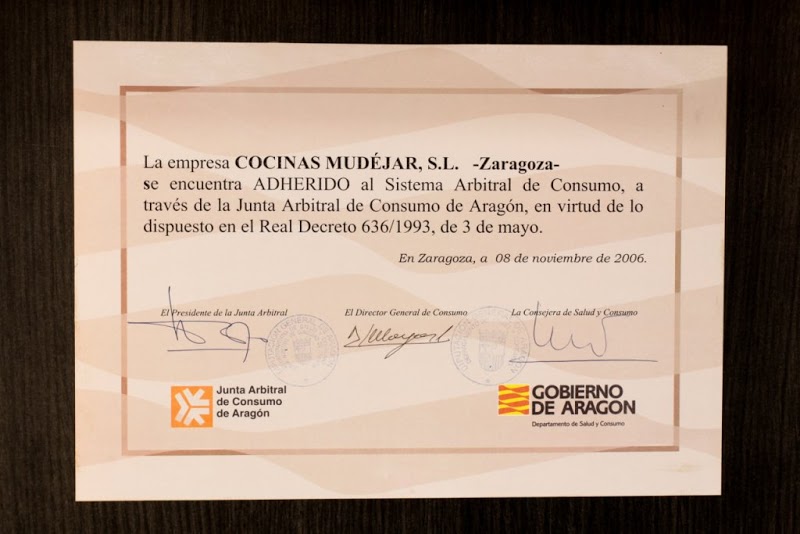 La empresa COCINAS MUDÉJAR, S.L. -Zaragoza-
se encuentra ADHERIDO al Sistema Arbitral de Consumo, a
través de la Junta Arbitral de Consumo de Aragón, en virtud de lo
dispuesto en el Real Decreto 636/1993, de 3 de mayo.
En Zaragoza, a 08 de noviembre de 2006.
El Presidente de la Junta Arbitral
El Director General de Consumo
La Consejera de Salud y Consumo
Junta Arbitral
de Consumo
de Aragón
GOBIERNO
DE ARAGON
Departamento de Salud y Consumo